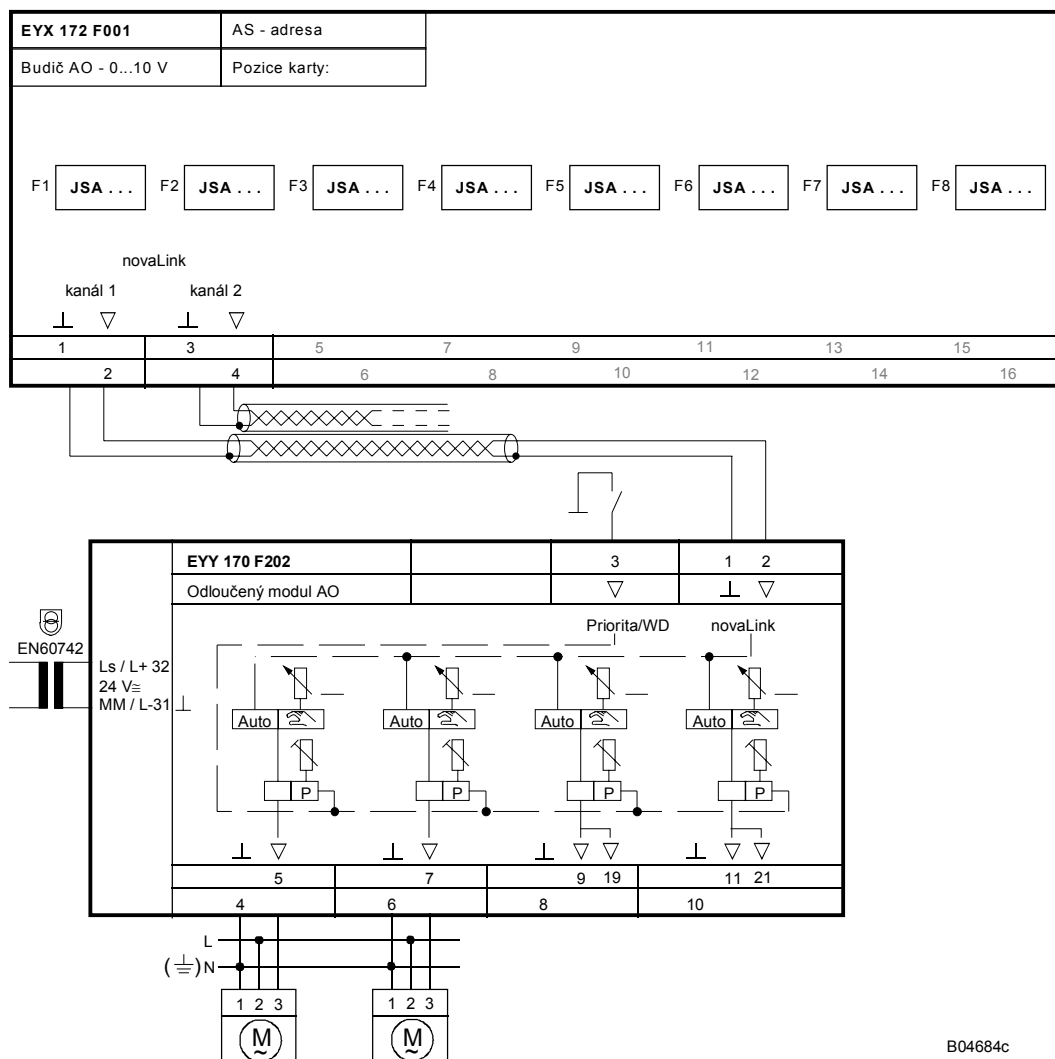 EYX 172 F001 AS - adresa
Budič AO - 0...10 V Pozice karty:
F1 JSA . . . F2 JSA . . . F3 JSA . . . F4 JSA . . . F5 JSA . . . F6 JSA . . . F7 JSA . . . F8 JSA . . .
novaLink
kanál 1 kanál 2
1 3 5 7 9 11 13 15
2 4 6 8 10 12 14 16
EYY 170 F202 3 1 2
Odloučený modul AO
Priorita/WD novaLink
EN60742
Ls / L+ 32
24 V≅
MM / L-31
Auto Auto Auto Auto
P P P P
5 7 9 19 11 21
4 6 8 10
L
( ) N
1 2 3 1 2 3
M M
~ ~
B04684c